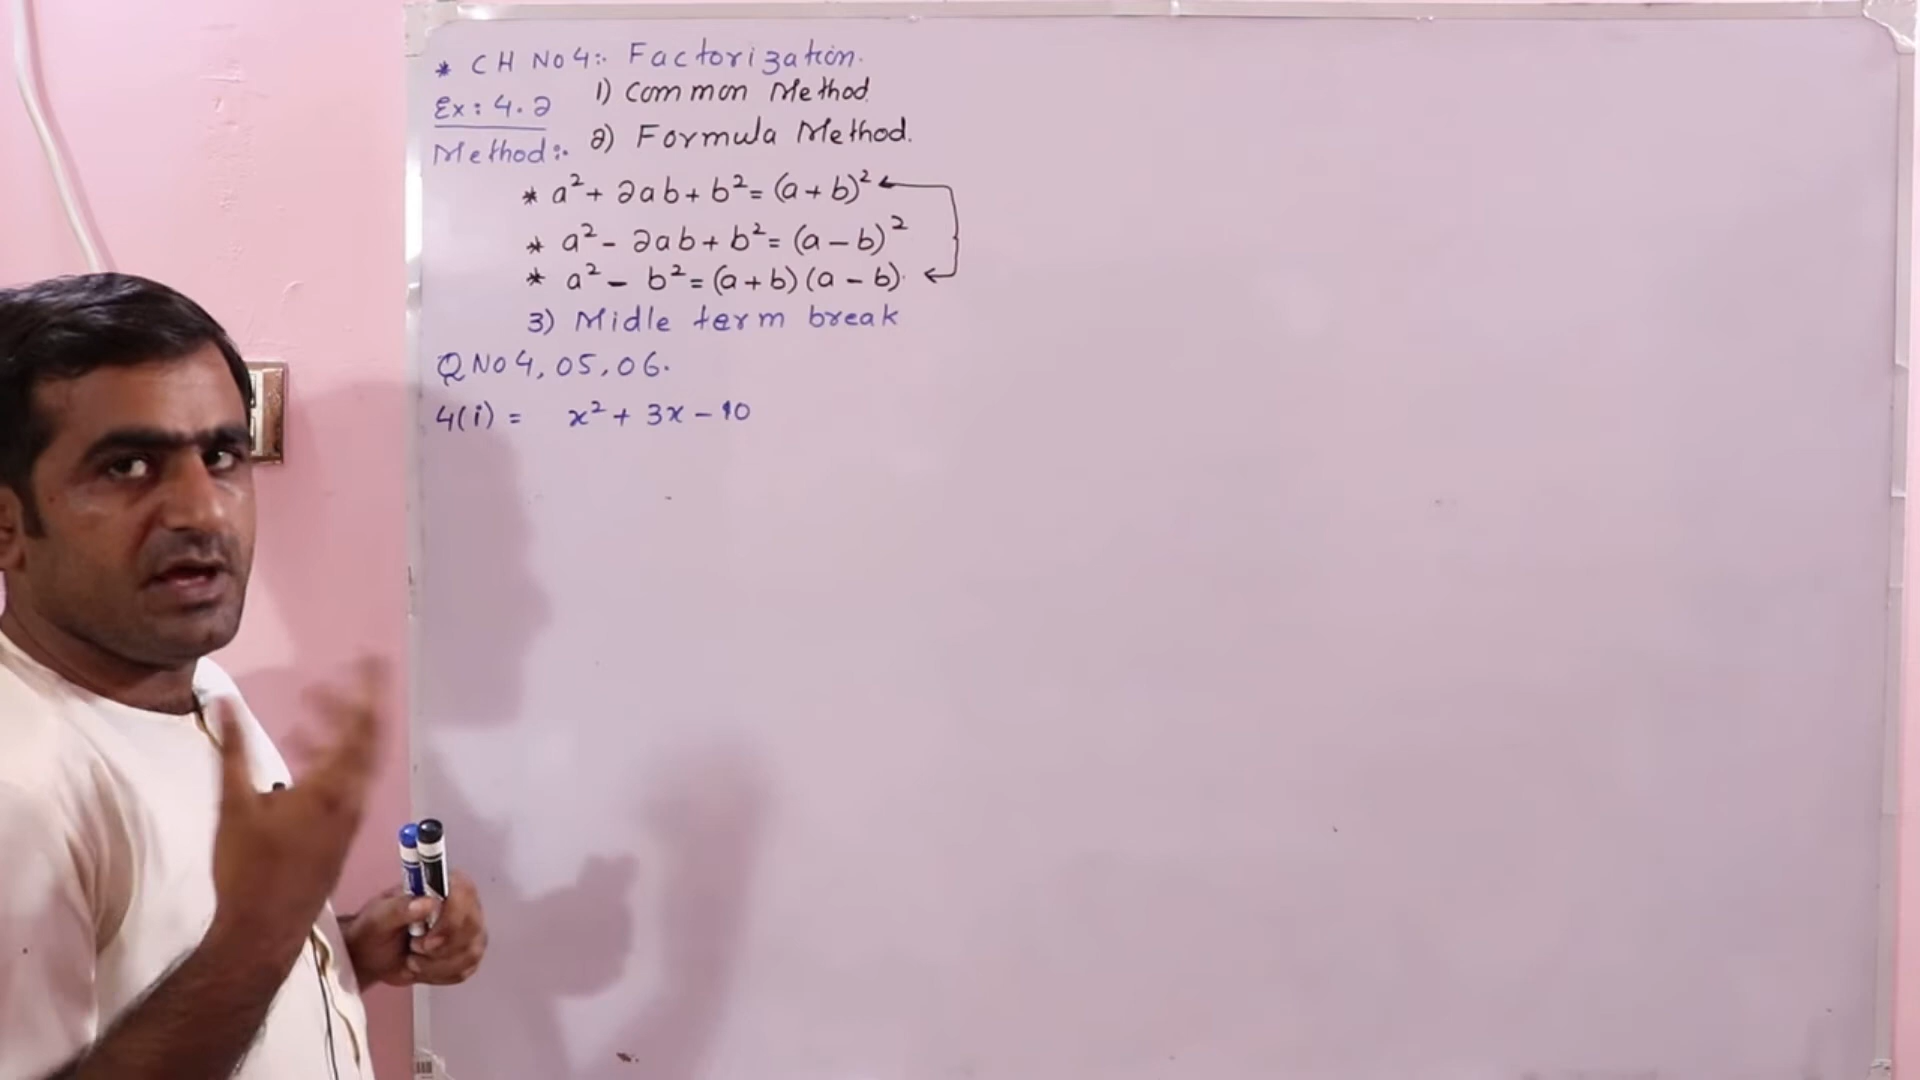 * CH NO 4:. Factorization.
Ex: 4.2 1) Common Method
Method:. 2) Formula Method.
* a² + 2ab + b² = (a + b)²
* a² - 2ab + b² = (a - b)²
* a² - b² = (a + b) (a - b).
3) Midle term break
Q NO 4, 05, 06.
4(i) = x² + 3x - 10